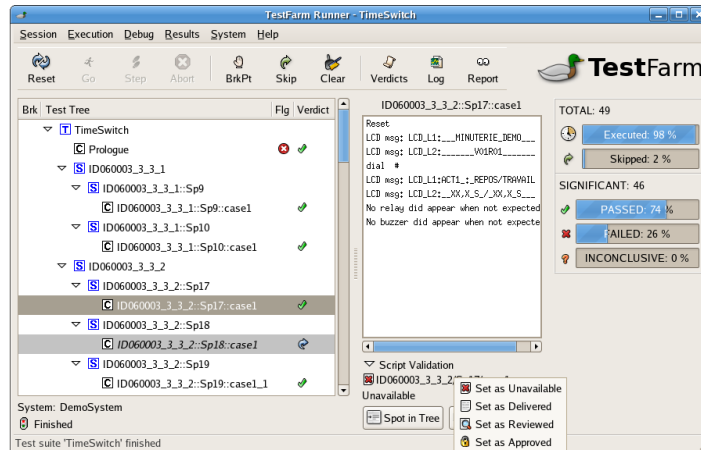 TestFarm Runner - TimeSwitch
Session Execution Debug Results System Help
Reset Go Step Abort BrkPt Skip Clear Verdicts Log Report
TestFarm
Brk Test Tree Flg Verdict
T TimeSwitch
C Prologue
S ID060003_3_3_1
S ID060003_3_3_1::Sp9
C ID060003_3_3_1::Sp9::case1
S ID060003_3_3_1::Sp10
C ID060003_3_3_1::Sp10::case1
S ID060003_3_3_2
S ID060003_3_3_2::Sp17
C ID060003_3_3_2::Sp17::case1
S ID060003_3_3_2::Sp18
C ID060003_3_3_2::Sp18::case1
S ID060003_3_3_2::Sp19
C ID060003_3_3_2::Sp19::case1_1
System: DemoSystem
Finished
Test suite 'TimeSwitch' finished
ID060003_3_3_2::Sp17::case1
Reset
LCD msg: LCD_L1:___MINUTERIE_DEMO___
LCD msg: LCD_L2:_______V01R01______
dial #
LCD msg: LCD_L1:ACT1_:_REPOS/TRAVAIL
LCD msg: LCD_L2:__XX,X_S_/_XX,X_S___
No relay did appear when not expected
No buzzer did appear when not expecte
Script Validation
Unavailable
Spot in Tree
Set as Unavailable
Set as Delivered
Set as Reviewed
Set as Approved
TOTAL: 49
Executed: 98 %
Skipped: 2 %
SIGNIFICANT: 46
PASSED: 74 %
FAILED: 26 %
INCONCLUSIVE: 0 %